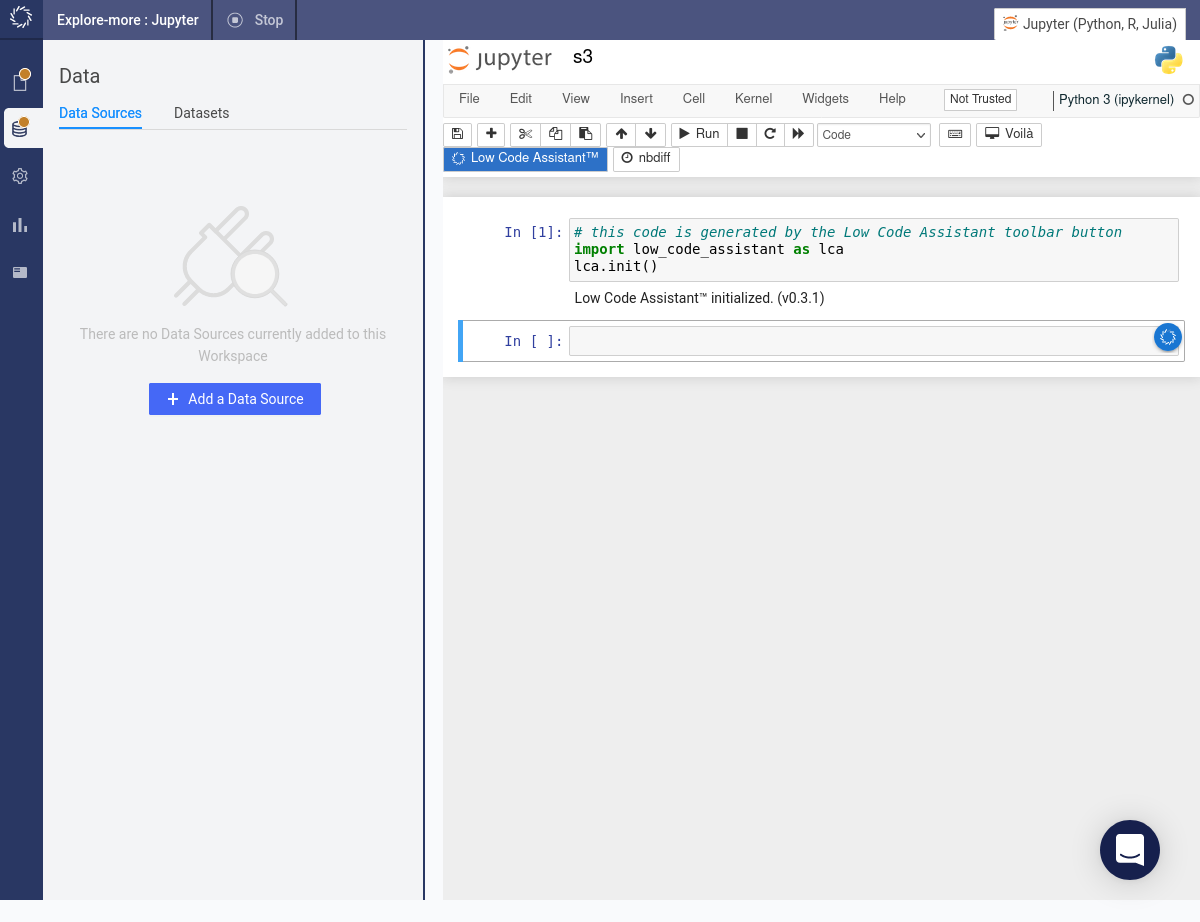 Explore-more : Jupyter
Stop
Jupyter (Python, R, Julia)
Data
Data Sources
Datasets
There are no Data Sources currently added to this
Workspace
+ Add a Data Source
jupyter
s3
File
Edit
View
Insert
Cell
Kernel
Widgets
Help
Not Trusted
Python 3 (ipykernel)
Run
Code
Voilà
Low Code Assistant™
nbdiff
In [1]:
# this code is generated by the Low Code Assistant toolbar button
import low_code_assistant as lca
lca.init()
Low Code Assistant™ initialized. (v0.3.1)
In [ ]: